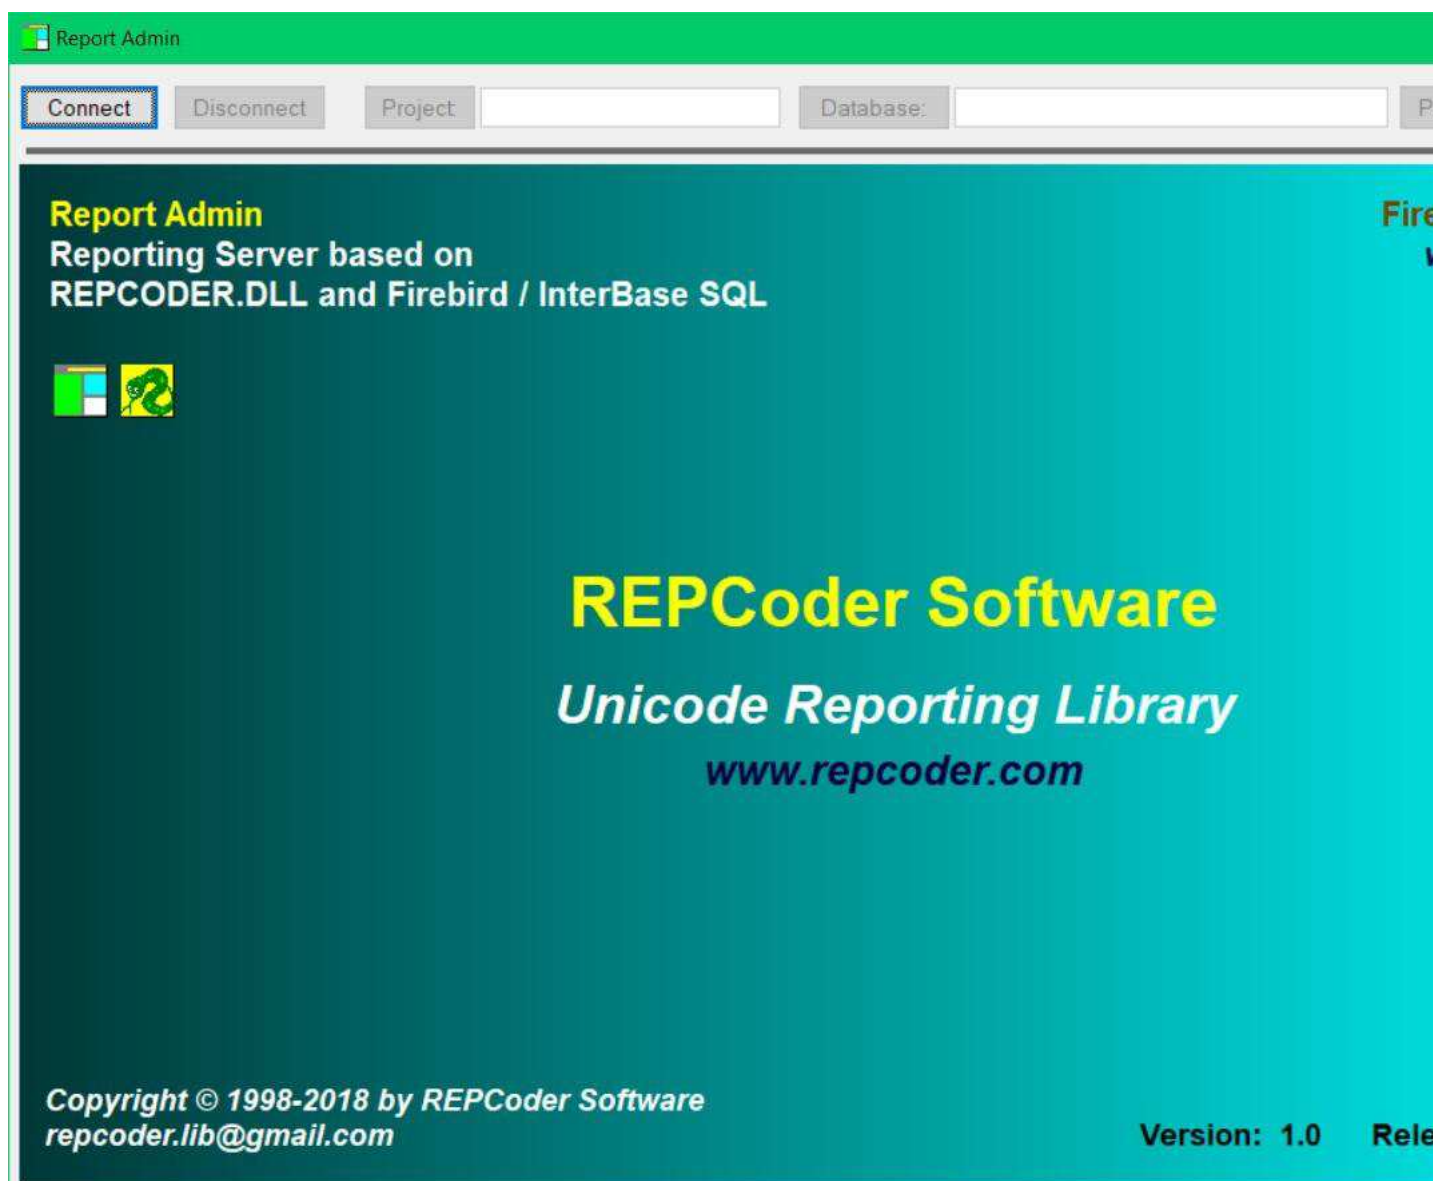 Report Admin
Connect Disconnect Project: Database: P
Report Admin
Reporting Server based on
REPCODER.DLL and Firebird / InterBase SQL
Fire
REPCoder Software
Unicode Reporting Library
www.repcoder.com
Copyright © 1998-2018 by REPCoder Software
repcoder.lib@gmail.com
Version: 1.0 Rele